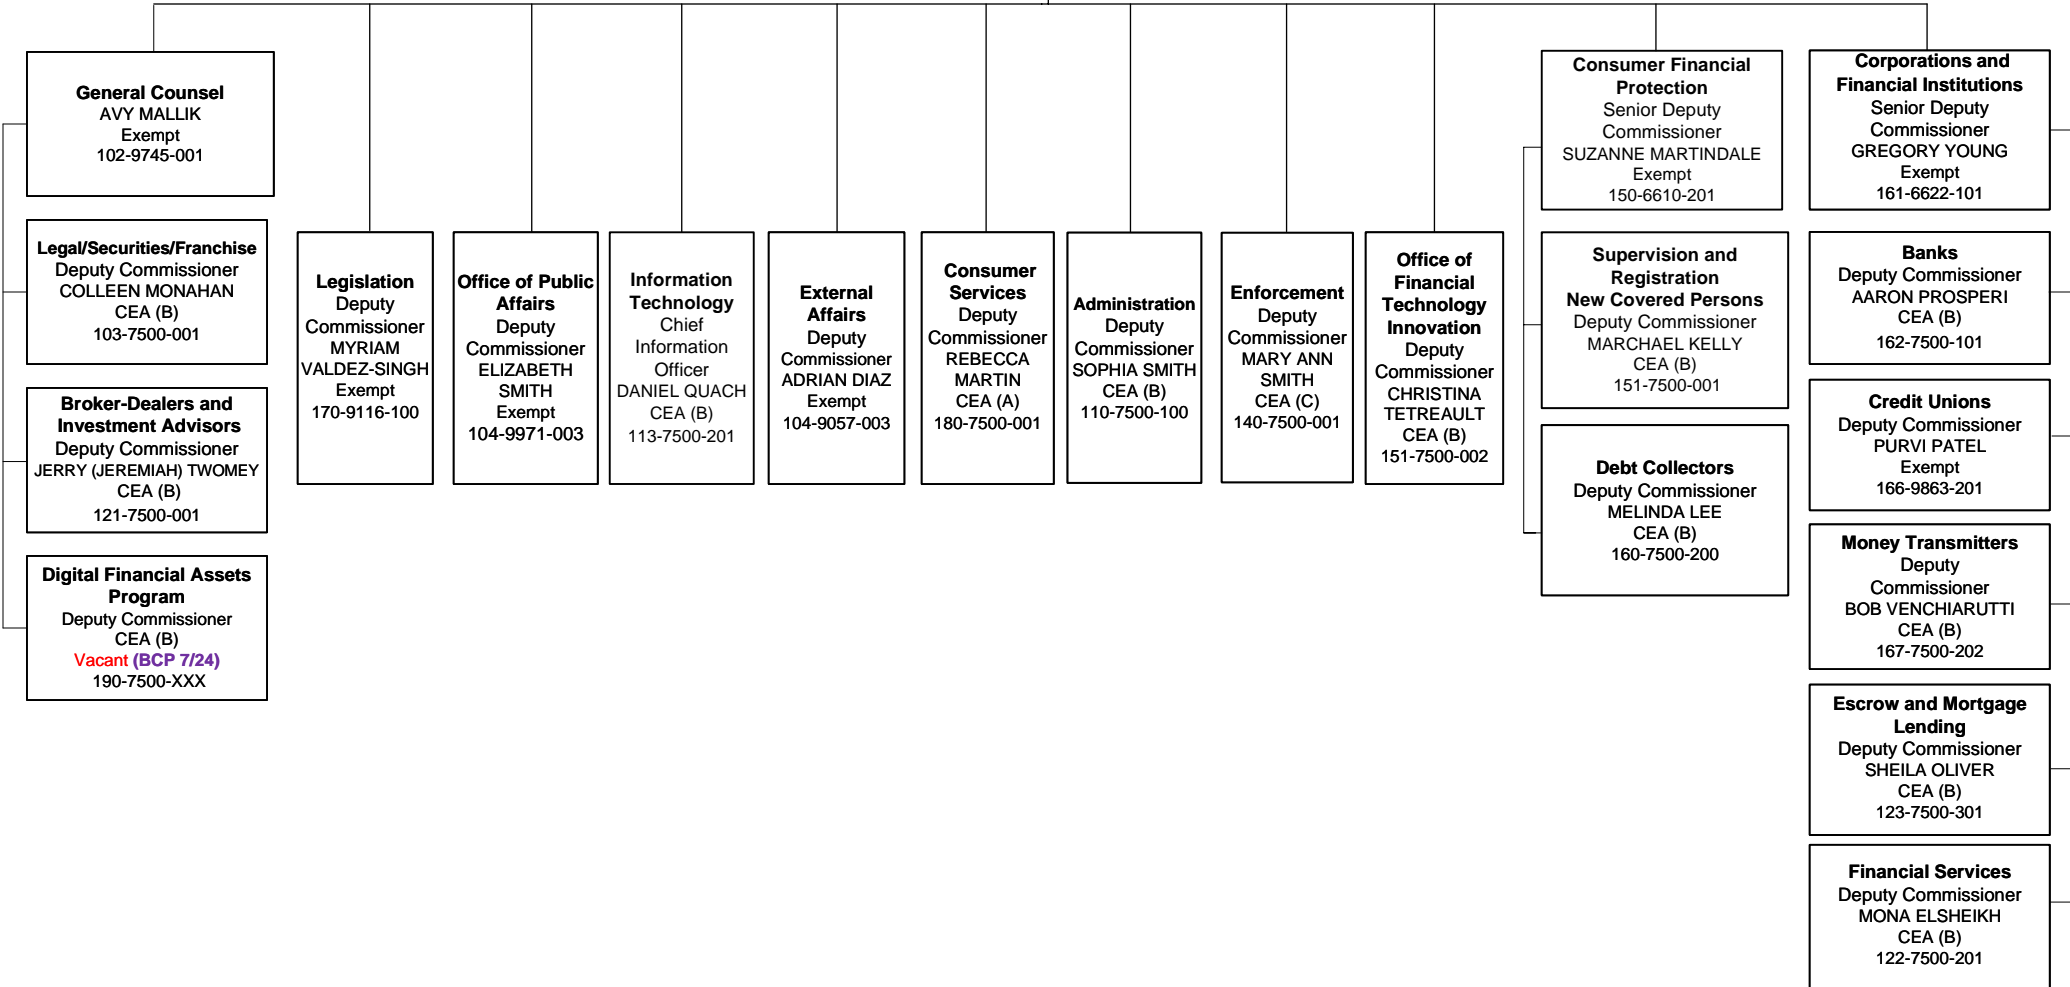 General Counsel
AVY MALLIK
Exempt
102-9745-001
Legal/Securities/Franchise
Deputy Commissioner
COLLEEN MONAHAN
CEA (B)
103-7500-001
Broker-Dealers and
Investment Advisors
Deputy Commissioner
JERRY (JEREMIAH) TWOMEY
CEA (B)
121-7500-001
Digital Financial Assets
Program
Deputy Commissioner
CEA (B)
Vacant (BCP 7/24)
190-7500-XXX
Legislation
Deputy
Commissioner
MYRIAM
VALDEZ-SINGH
Exempt
170-9116-100
Office of Public
Affairs
Deputy
Commissioner
ELIZABETH
SMITH
Exempt
104-9971-003
Information
Technology
Chief
Information
Officer
DANIEL QUACH
CEA (B)
113-7500-201
External
Affairs
Deputy
Commissioner
ADRIAN DIAZ
Exempt
104-9057-003
Consumer
Services
Deputy
Commissioner
REBECCA
MARTIN
CEA (A)
180-7500-001
Administration
Deputy
Commissioner
SOPHIA SMITH
CEA (B)
110-7500-100
Enforcement
Deputy
Commissioner
MARY ANN
SMITH
CEA (C)
140-7500-001
Office of
Financial
Technology
Innovation
Deputy
Commissioner
CHRISTINA
TETREAULT
CEA (B)
151-7500-002
Consumer Financial
Protection
Senior Deputy
Commissioner
SUZANNE MARTINDALE
Exempt
150-6610-201
Supervision and
Registration
New Covered Persons
Deputy Commissioner
MARCHAEL KELLY
CEA (B)
151-7500-001
Debt Collectors
Deputy Commissioner
MELINDA LEE
CEA (B)
160-7500-200
Corporations and
Financial Institutions
Senior Deputy
Commissioner
GREGORY YOUNG
Exempt
161-6622-101
Banks
Deputy Commissioner
AARON PROSPERI
CEA (B)
162-7500-101
Credit Unions
Deputy Commissioner
PURVI PATEL
Exempt
166-9863-201
Money Transmitters
Deputy
Commissioner
BOB VENCHIARUTTI
CEA (B)
167-7500-202
Escrow and Mortgage
Lending
Deputy Commissioner
SHEILA OLIVER
CEA (B)
123-7500-301
Financial Services
Deputy Commissioner
MONA ELSHEIKH
CEA (B)
122-7500-201